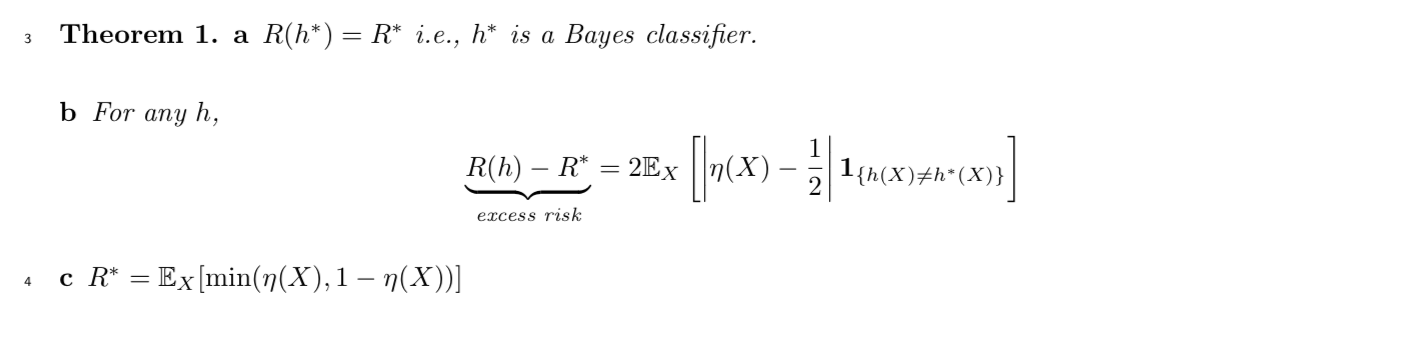 3 Theorem 1. a R(h*) = R* i.e., h* is a Bayes classifier.
b For any h,
R(h) − R* = 2𝔼_X [|η(X) − 1/2| 1_{h(X)≠h*(X)}]
excess risk
4 c R* = 𝔼_X[min(η(X), 1 − η(X))]